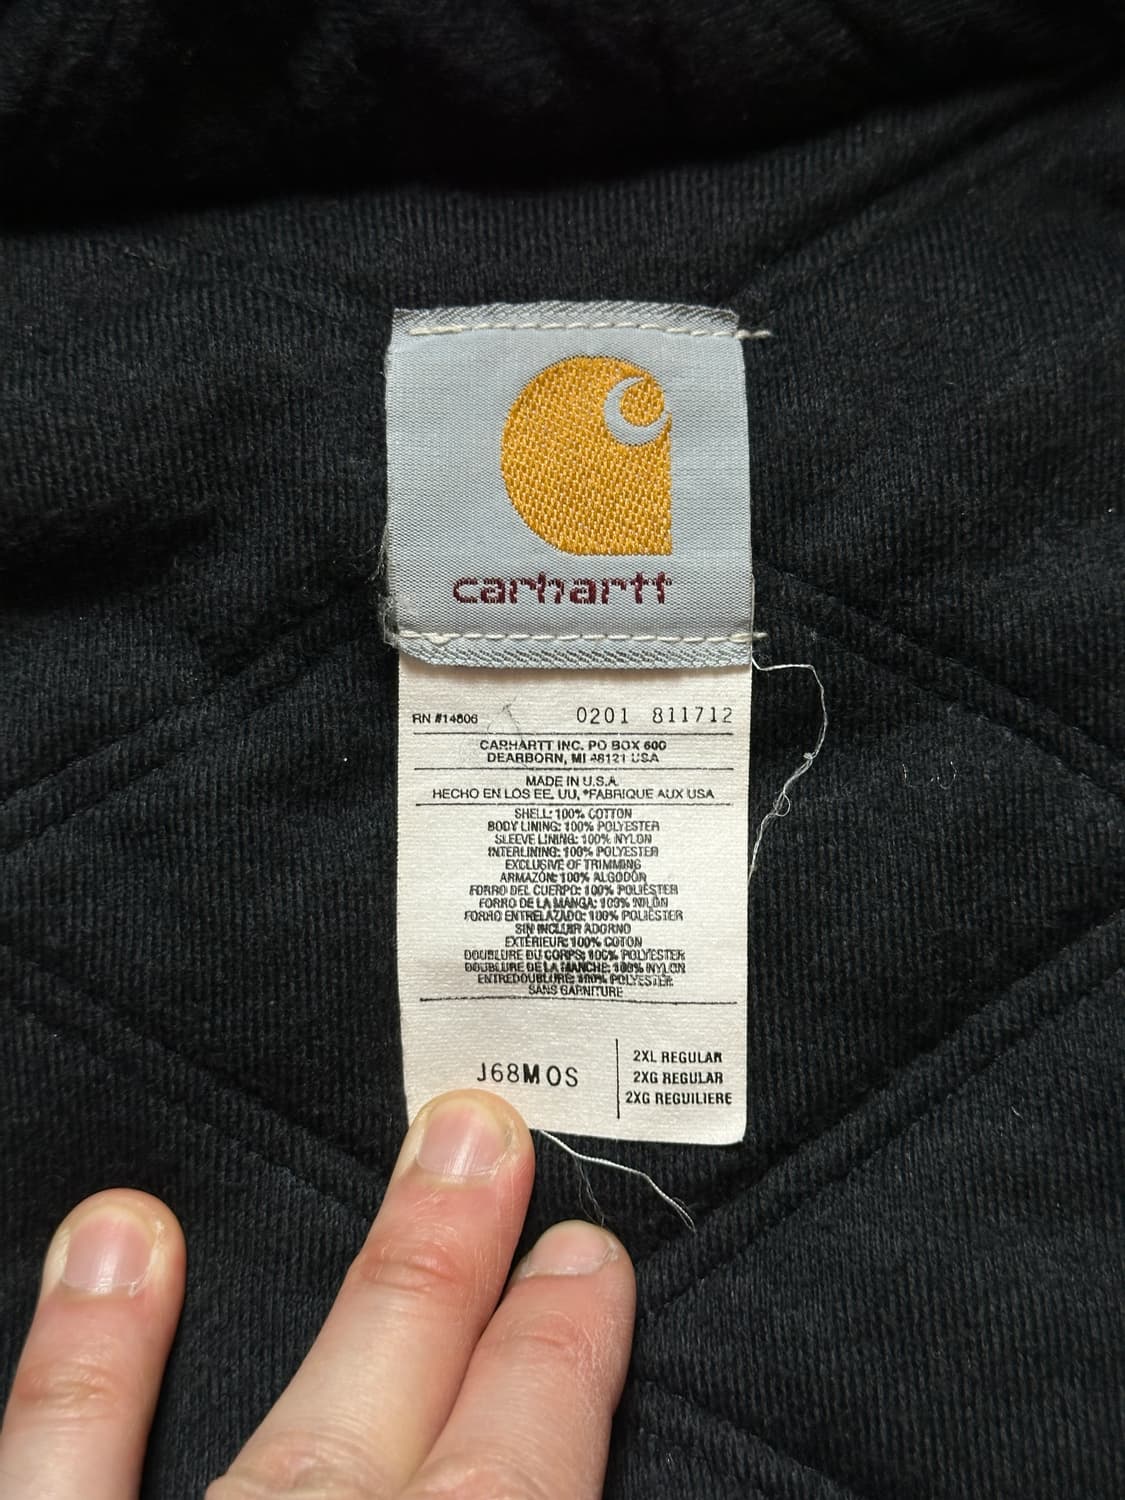 carhartt
RN #14806 0201 811712
CARHARTT INC. PO BOX 600
DEARBORN, MI 48121 USA
MADE IN U.S.A.
HECHO EN LOS EE. UU. *FABRIQUE AUX USA
SHELL: 100% COTTON
BODY LINING: 100% POLYESTER
SLEEVE LINING: 100% NYLON
INTERLINING: 100% POLYESTER
EXCLUSIVE OF TRIMMING
ARMAZÓN: 100% ALGODÓN
FORRO DEL CUERPO: 100% POLIÉSTER
FORRO DE LA MANGA: 100% NILÓN
FORRO ENTRELAZADO: 100% POLIÉSTER
SIN INCLUIR ADORNO
EXTÉRIEUR: 100% COTON
DOUBLURE DU CORPS: 100% POLYESTER
DOUBLURE DE LA MANCHE: 100% NYLON
ENTREDOUBLURE: 100% POLYESTER
SANS GARNITURE
J68MOS
2XL REGULAR
2XG REGULAR
2XG REGUILIERE